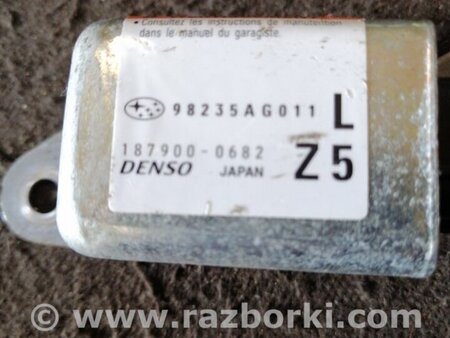 • Consultez les instructions de manutention
dans le manuel du garagiste.
98235AG011 L
187900-0682
DENSO JAPAN Z5
© www.razborki.com